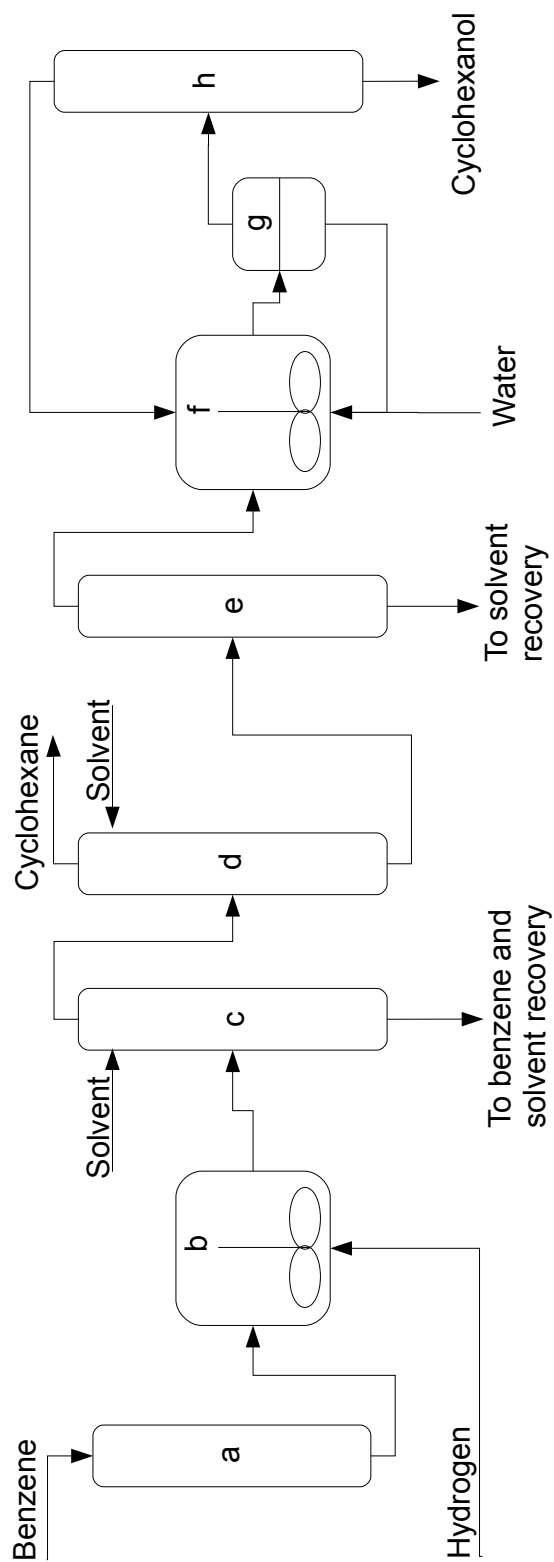 Benzene
a
Hydrogen
b
Solvent
c
To benzene and
solvent recovery
Cyclohexane
Solvent
d
e
To solvent
recovery
f
Water
g
h
Cyclohexanol